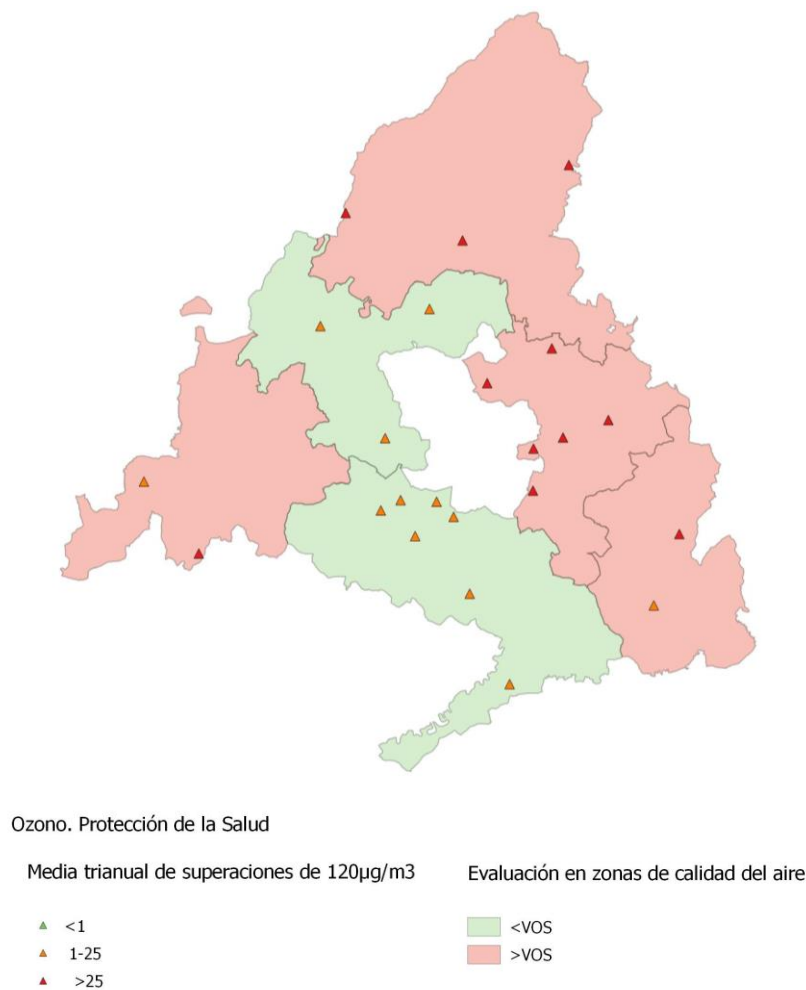 Ozono. Protección de la Salud
Media trianual de superaciones de 120µg/m3
<1
1-25
>25
Evaluación en zonas de calidad del aire
<VOS
>VOS